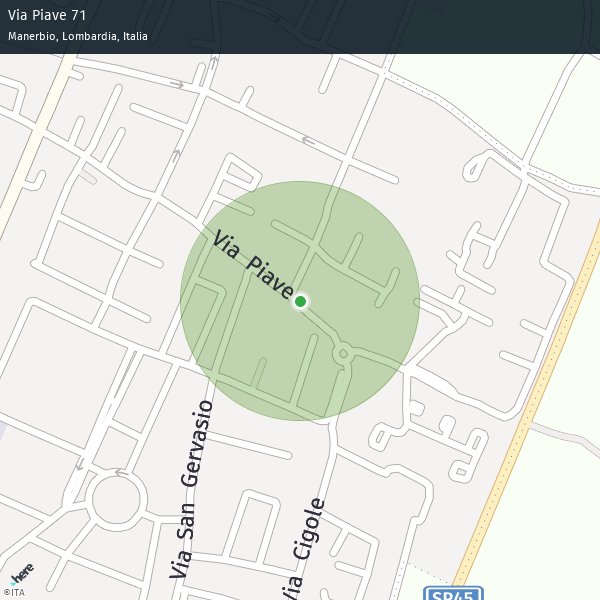 Via Piave 71
Manerbio, Lombardia, Italia
Via Piave
Via San Gervasio
Via Cigole
SP45
here
©ITA